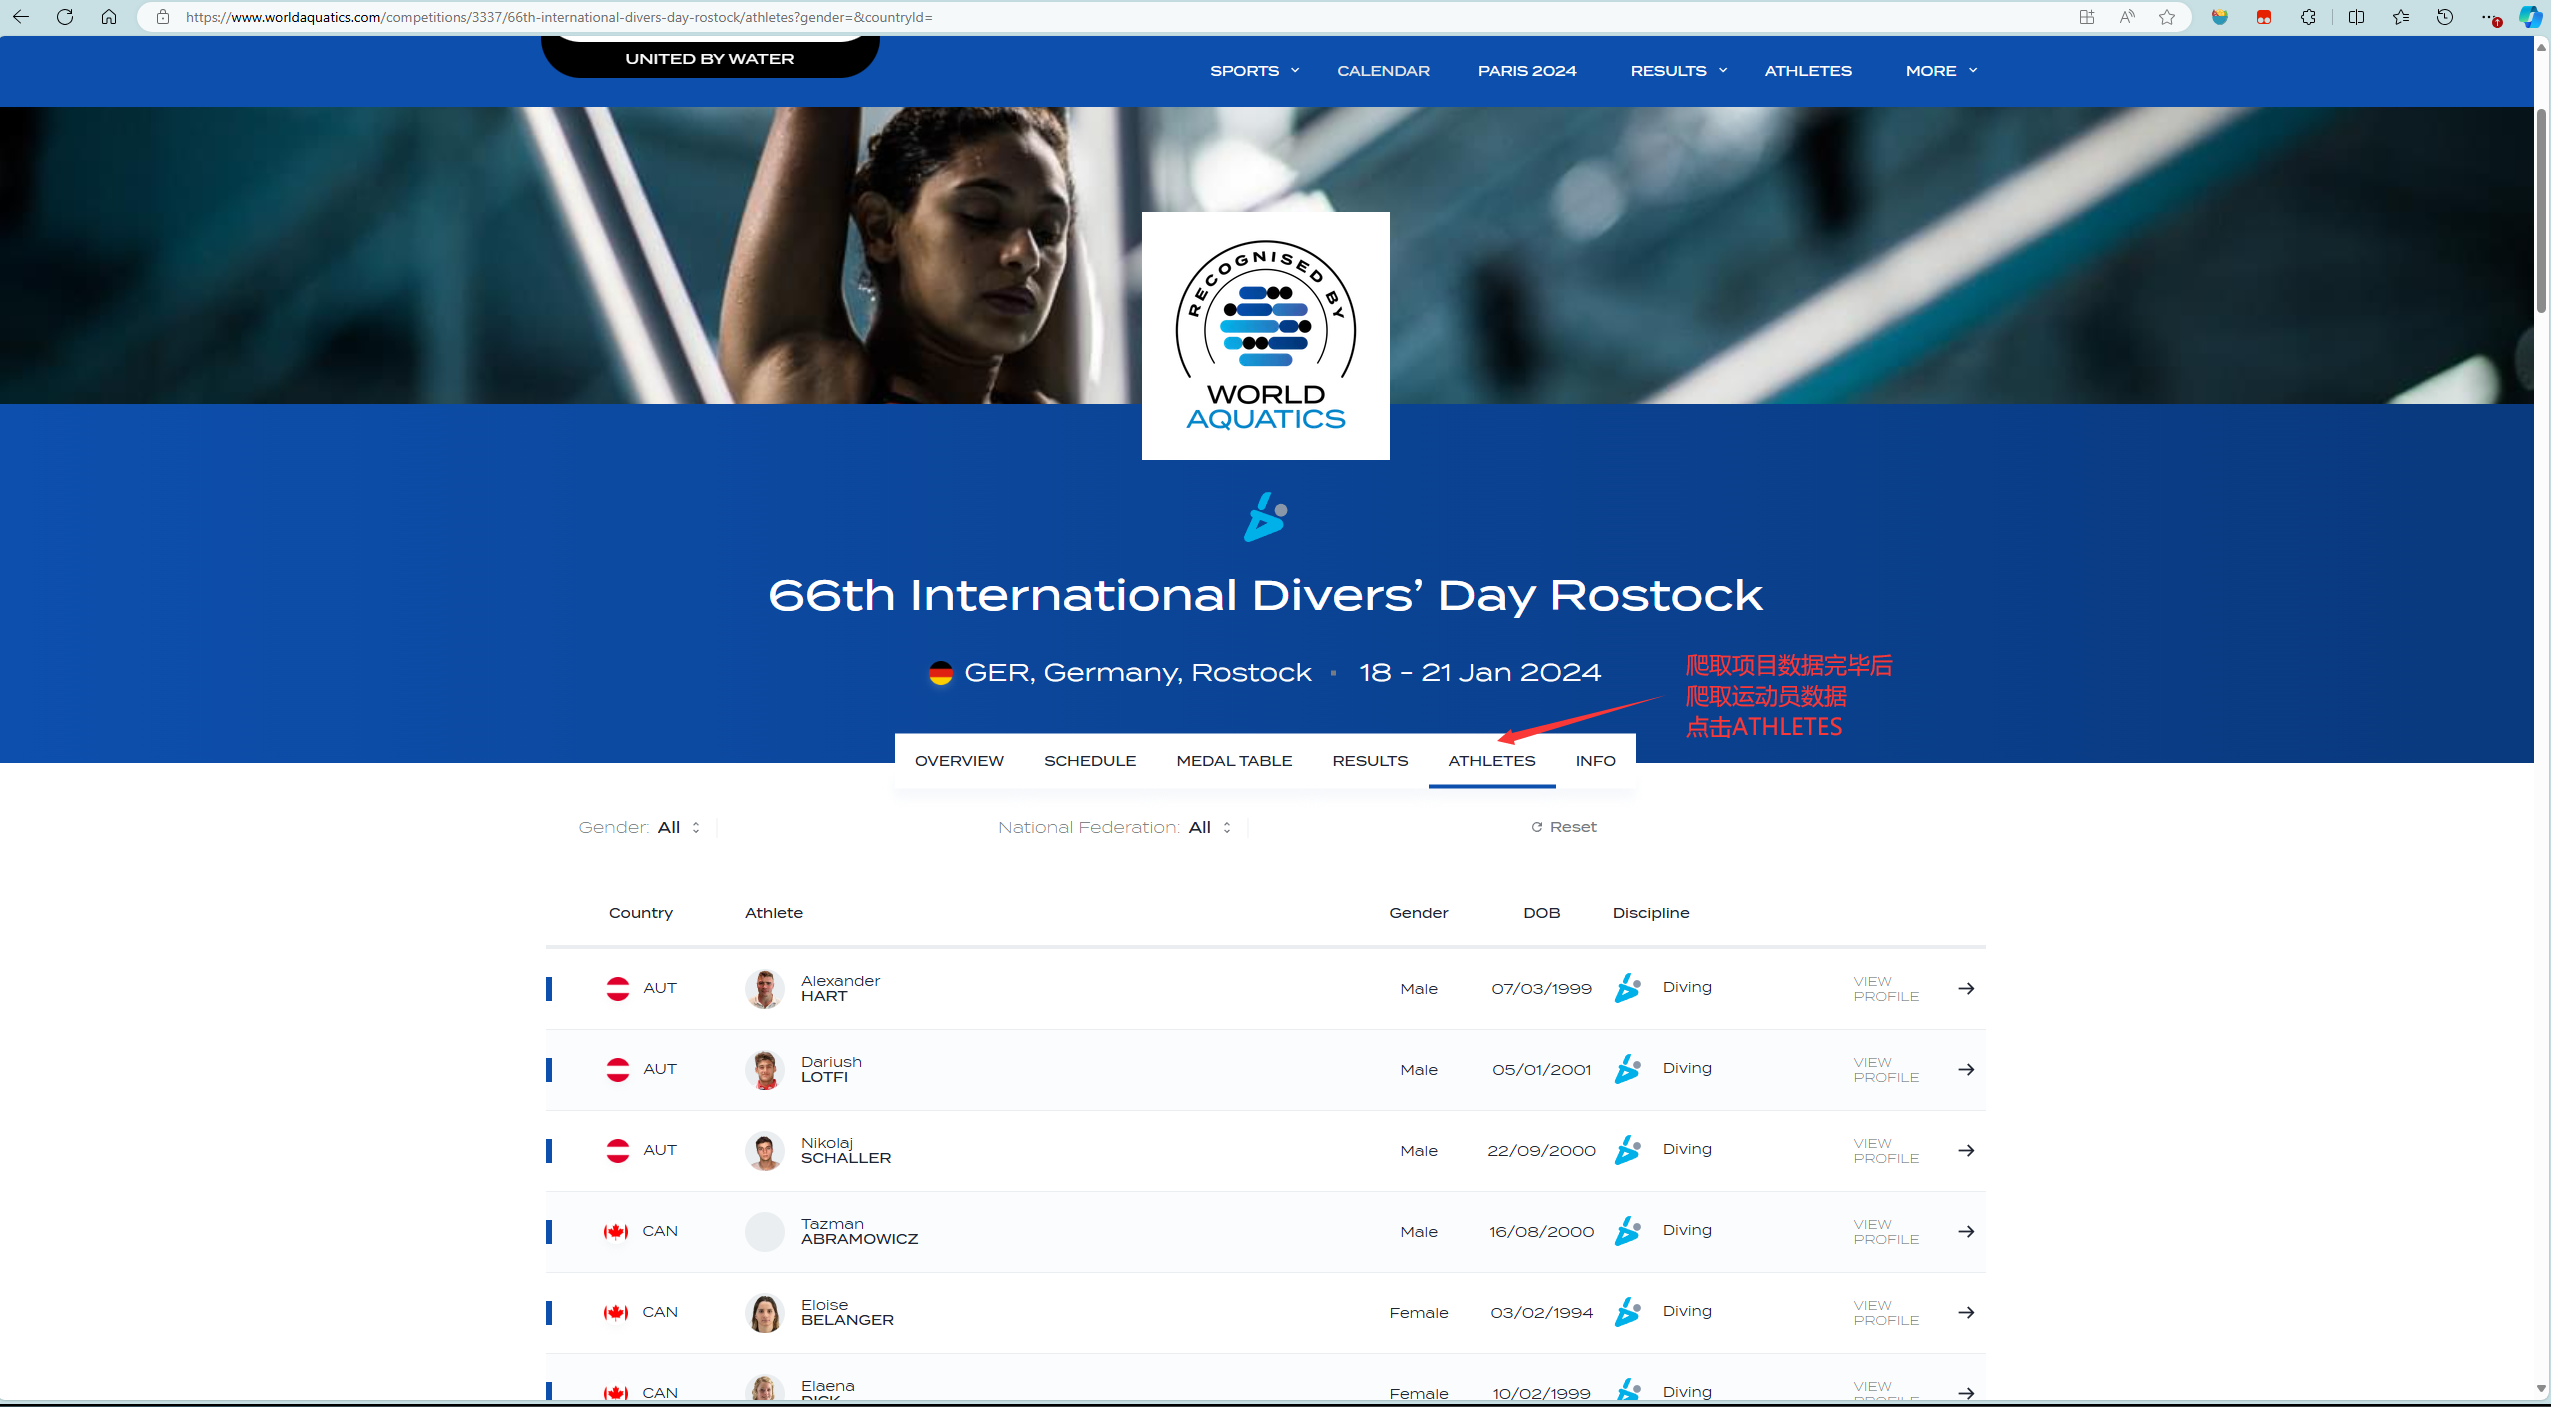 https://www.worldaquatics.com/competitions/3337/66th-international-divers-day-rostock/athletes?gender=&countryId=
UNITED BY WATER
SPORTS CALENDAR PARIS 2024 RESULTS ATHLETES MORE
RECOGNISED BY
WORLD
AQUATICS
66th International Divers’ Day Rostock
GER, Germany, Rostock 18 - 21 Jan 2024
爬取项目数据完毕后
爬取运动员数据
点击ATHLETES
OVERVIEW SCHEDULE MEDAL TABLE RESULTS ATHLETES INFO
Gender: All National Federation: All Reset
Country Athlete Gender DOB Discipline
AUT Alexander HART Male 07/03/1999 Diving VIEW PROFILE
AUT Dariush LOTFI Male 05/01/2001 Diving VIEW PROFILE
AUT Nikolaj SCHALLER Male 22/09/2000 Diving VIEW PROFILE
CAN Tazman ABRAMOWICZ Male 16/08/2000 Diving VIEW PROFILE
CAN Eloise BELANGER Female 03/02/1994 Diving VIEW PROFILE
CAN Elaena Female 10/02/1999 Diving VIEW